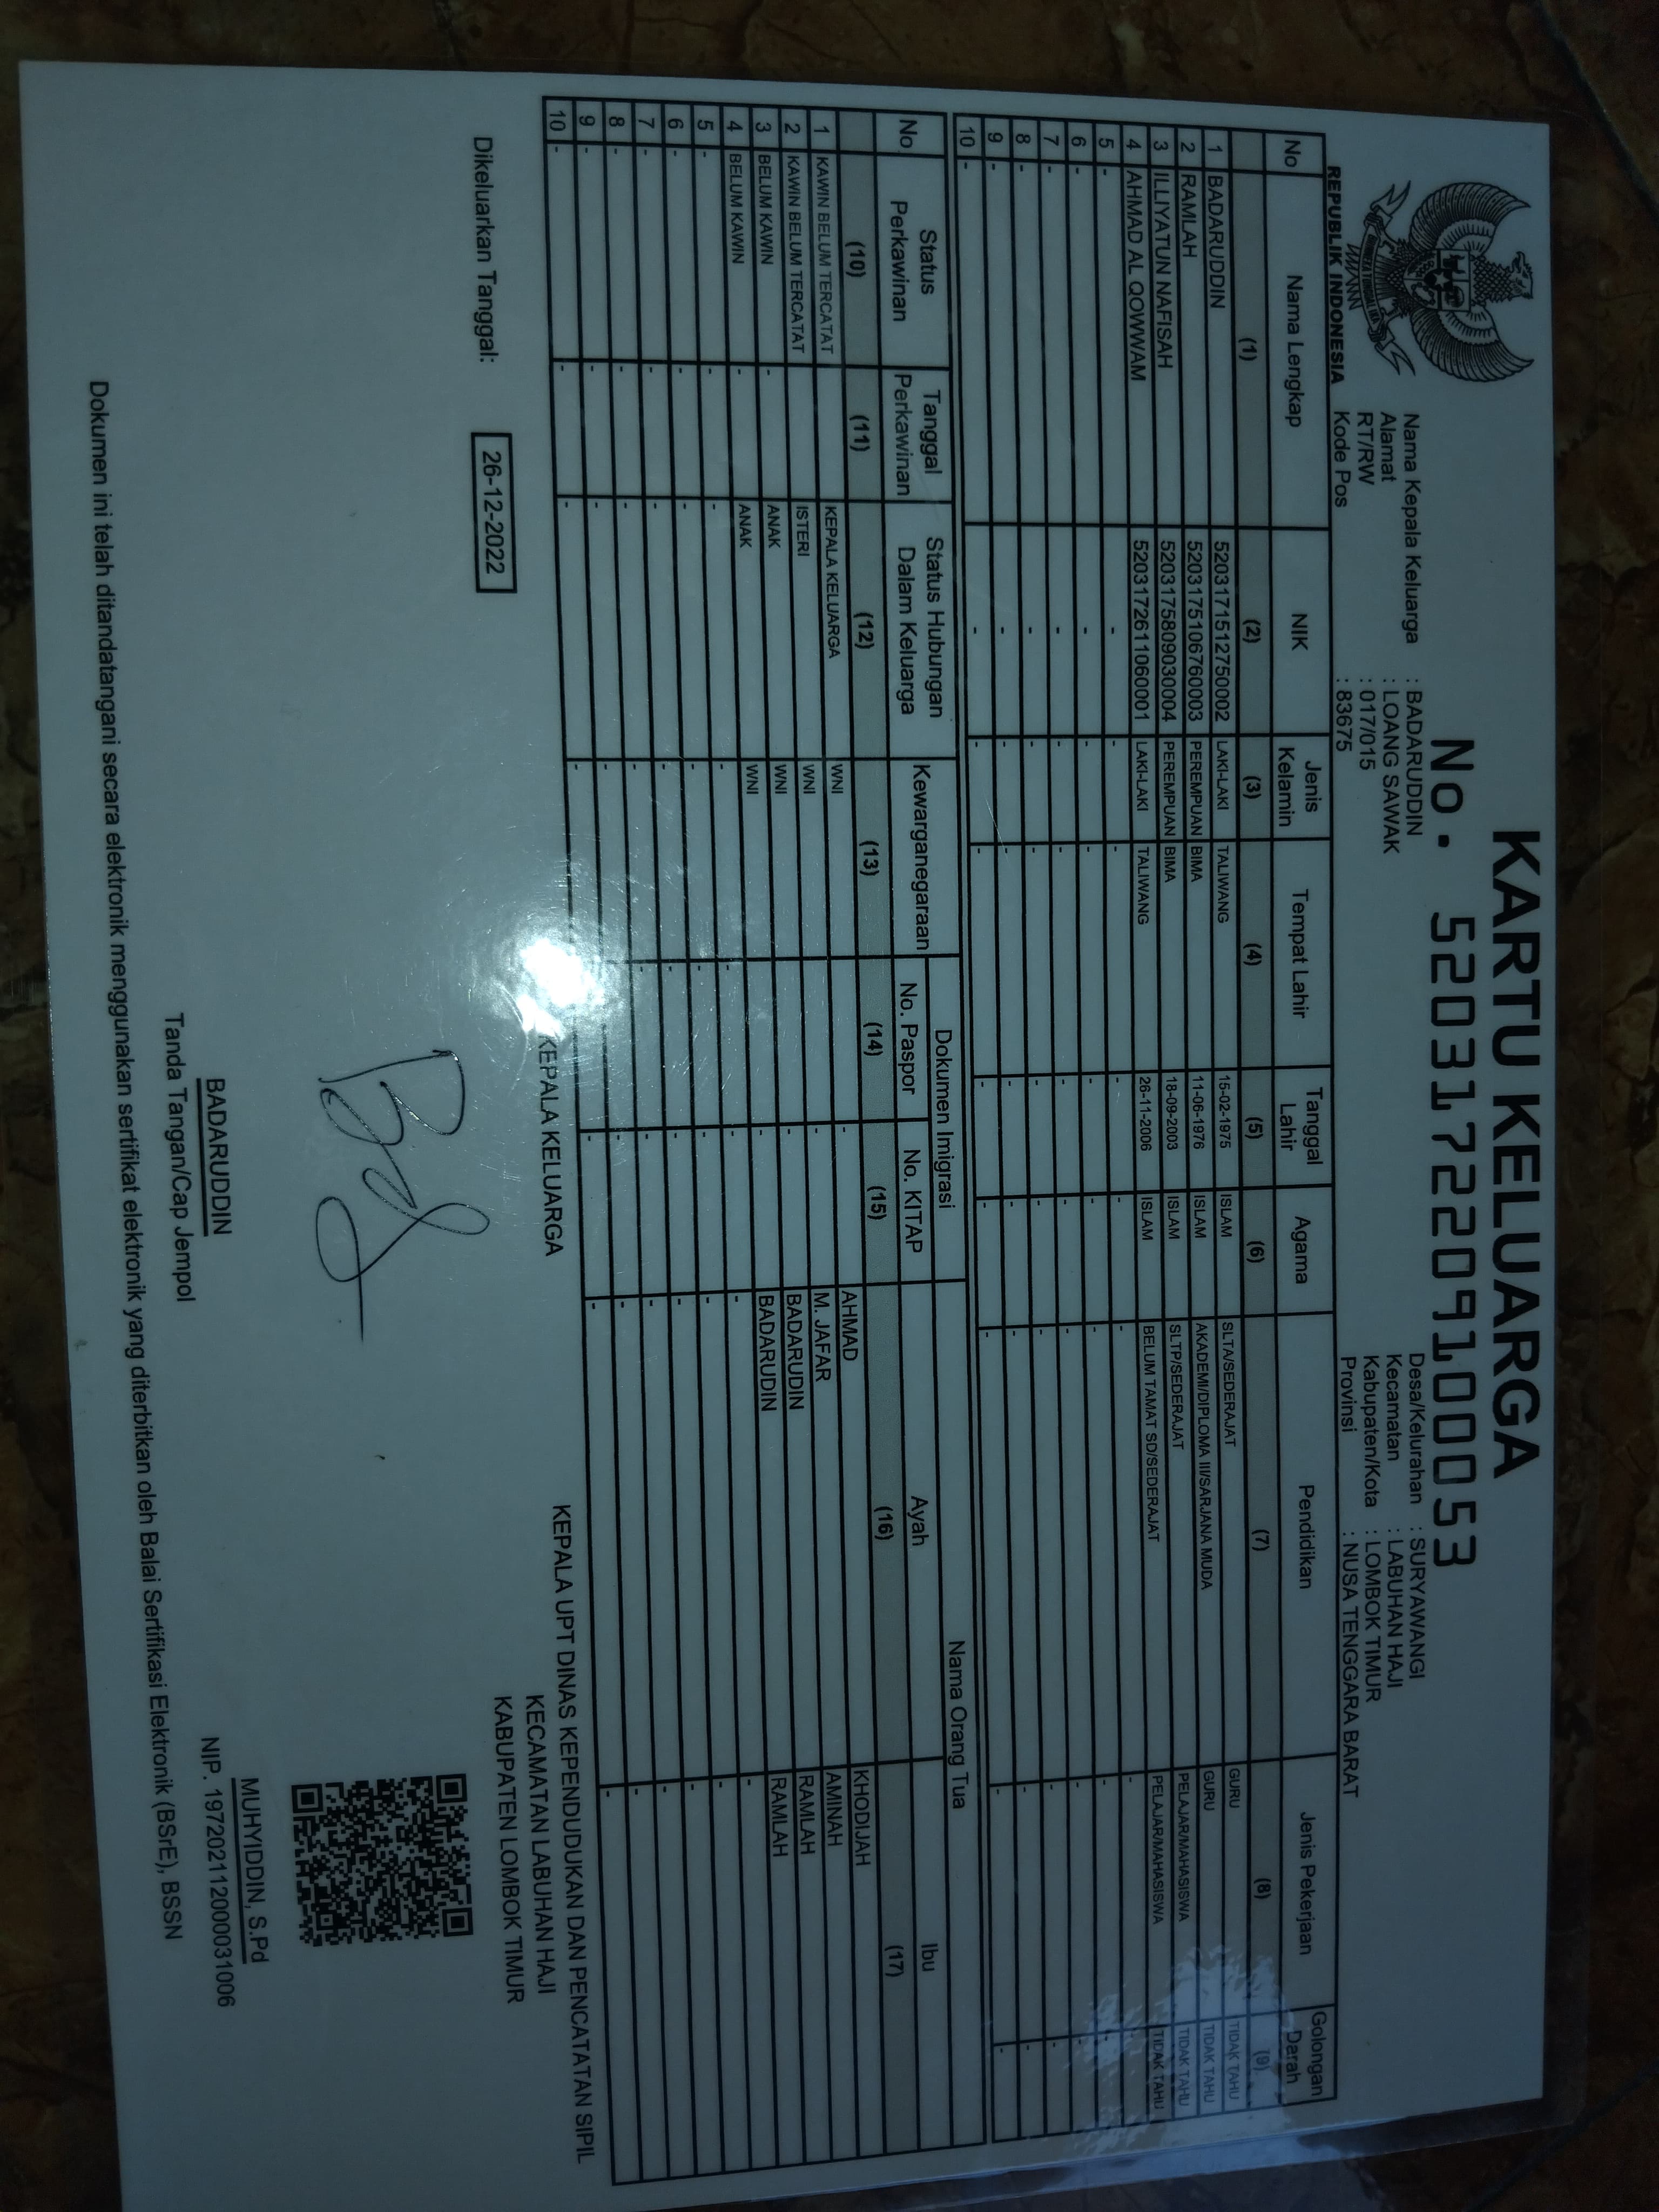 KARTU KELUARGA
No. 5203172209100053
REPUBLIK INDONESIA
Nama Kepala Keluarga : BADARUDDIN
Alamat : LOANG SAWAK
RT/RW : 017/015
Kode Pos : 83675
Desa/Kelurahan : SURYAWANGI
Kecamatan : LABUHAN HAJI
Kabupaten/Kota : LOMBOK TIMUR
Provinsi : NUSA TENGGARA BARAT
No Nama Lengkap NIK Jenis Kelamin Tempat Lahir Tanggal Lahir Agama Pendidikan Jenis Pekerjaan Golongan Darah
(1) (2) (3) (4) (5) (6) (7) (8) (9)
1 BADARUDDIN 5203171512750002 LAKI-LAKI TALIWANG 15-02-1975 ISLAM SLTA/SEDERAJAT GURU TIDAK TAHU
2 RAMLAH 5203175106760003 PEREMPUAN BIMA 11-06-1976 ISLAM AKADEMI/DIPLOMA III/SARJANA MUDA GURU TIDAK TAHU
3 ILLIYATUN NAFISAH 5203175809030004 PEREMPUAN BIMA 18-09-2003 ISLAM SLTP/SEDERAJAT PELAJAR/MAHASISWA TIDAK TAHU
4 AHMAD AL QOWWAM 5203172611060001 LAKI-LAKI TALIWANG 26-11-2006 ISLAM BELUM TAMAT SD/SEDERAJAT PELAJAR/MAHASISWA TIDAK TAHU
5 - - - - - - - - -
6 - - - - - - - - -
7 - - - - - - - - -
8 - - - - - - - - -
9 - - - - - - - - -
10 - - - - - - - - -
No Status Perkawinan Tanggal Perkawinan Status Hubungan Dalam Keluarga Kewarganegaraan Dokumen Imigrasi Nama Orang Tua
No. Paspor No. KITAP Ayah Ibu
(10) (11) (12) (13) (14) (15) (16) (17)
1 KAWIN BELUM TERCATAT KEPALA KELUARGA WNI - AHMAD KHODIJAH
2 KAWIN BELUM TERCATAT ISTERI WNI - M. JAFAR AMINAH
3 BELUM KAWIN - ANAK WNI - BADARUDIN RAMLAH
4 BELUM KAWIN - ANAK WNI - BADARUDIN RAMLAH
5 - - - - - - - -
6 - - - - - - - -
7 - - - - - - - -
8 - - - - - - - -
9 - - - - - - -
10 - - - - - - -
Dikeluarkan Tanggal: 26-12-2022
KEPALA KELUARGA
BADARUDDIN
Tanda Tangan/Cap Jempol
KEPALA UPT DINAS KEPENDUDUKAN DAN PENCATATAN SIPIL
KECAMATAN LABUHAN HAJI
KABUPATEN LOMBOK TIMUR
MUHYIDDIN, S.Pd
NIP. 197202112000031006
Dokumen ini telah ditandatangani secara elektronik menggunakan sertifikat elektronik yang diterbitkan oleh Balai Sertifikasi Elektronik (BSrE), BSSN